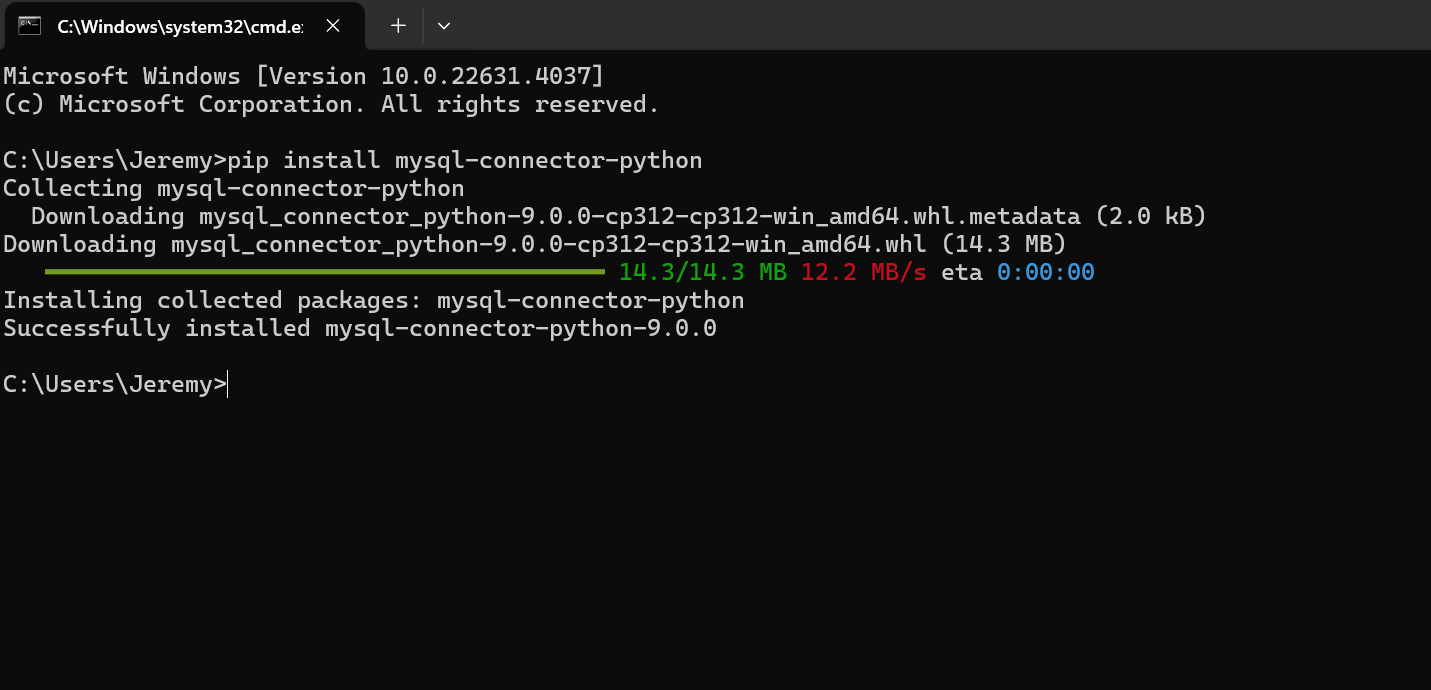 C:\Windows\system32\cmd.e:
Microsoft Windows [Version 10.0.22631.4037]
(c) Microsoft Corporation. All rights reserved.
C:\Users\Jeremy>pip install mysql-connector-python
Collecting mysql-connector-python
  Downloading mysql_connector_python-9.0.0-cp312-cp312-win_amd64.whl.metadata (2.0 kB)
Downloading mysql_connector_python-9.0.0-cp312-cp312-win_amd64.whl (14.3 MB)
14.3/14.3 MB 12.2 MB/s eta 0:00:00
Installing collected packages: mysql-connector-python
Successfully installed mysql-connector-python-9.0.0
C:\Users\Jeremy>